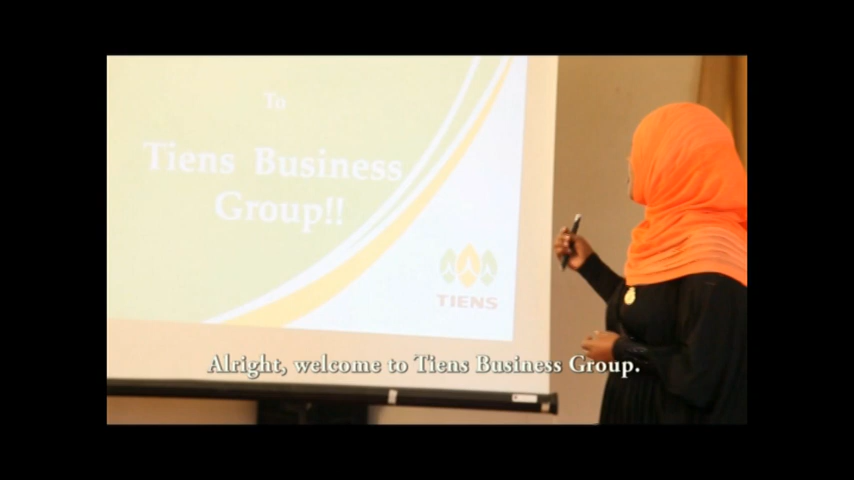 To
Tiens Business
Group!!
TIENS
Alright, welcome to Tiens Business Group.